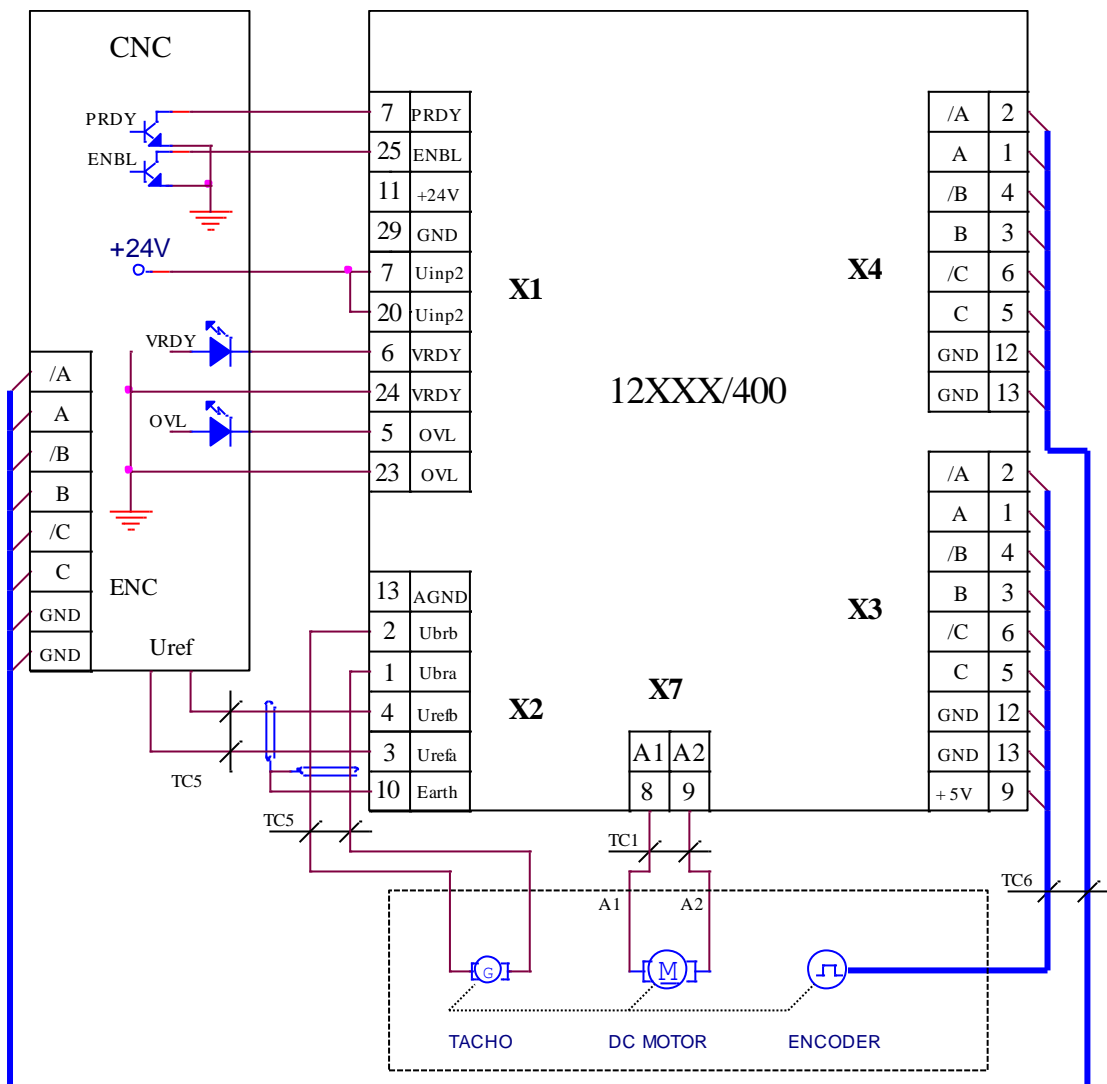 CNC
PRDY
ENBL
+24V
VRDY
OVL
/A
A
/B
B
/C
C
GND
GND
ENC
Uref
7 PRDY
25 ENBL
11 +24V
29 GND
7 Uinp2
20 Uinp2
6 VRDY
24 VRDY
5 OVL
23 OVL
X1
13 AGND
2 Ubrb
1 Ubra
4 Urefb
3 Urefa
10 Earth
X2
12XXX/400
X4
/A 2
A 1
/B 4
B 3
/C 6
C 5
GND 12
GND 13
X3
/A 2
A 1
/B 4
B 3
/C 6
C 5
GND 12
GND 13
+5V 9
X7
A1 A2
8 9
TC5
TC5
TC1
TC6
A1 A2
G
M
TACHO DC MOTOR ENCODER